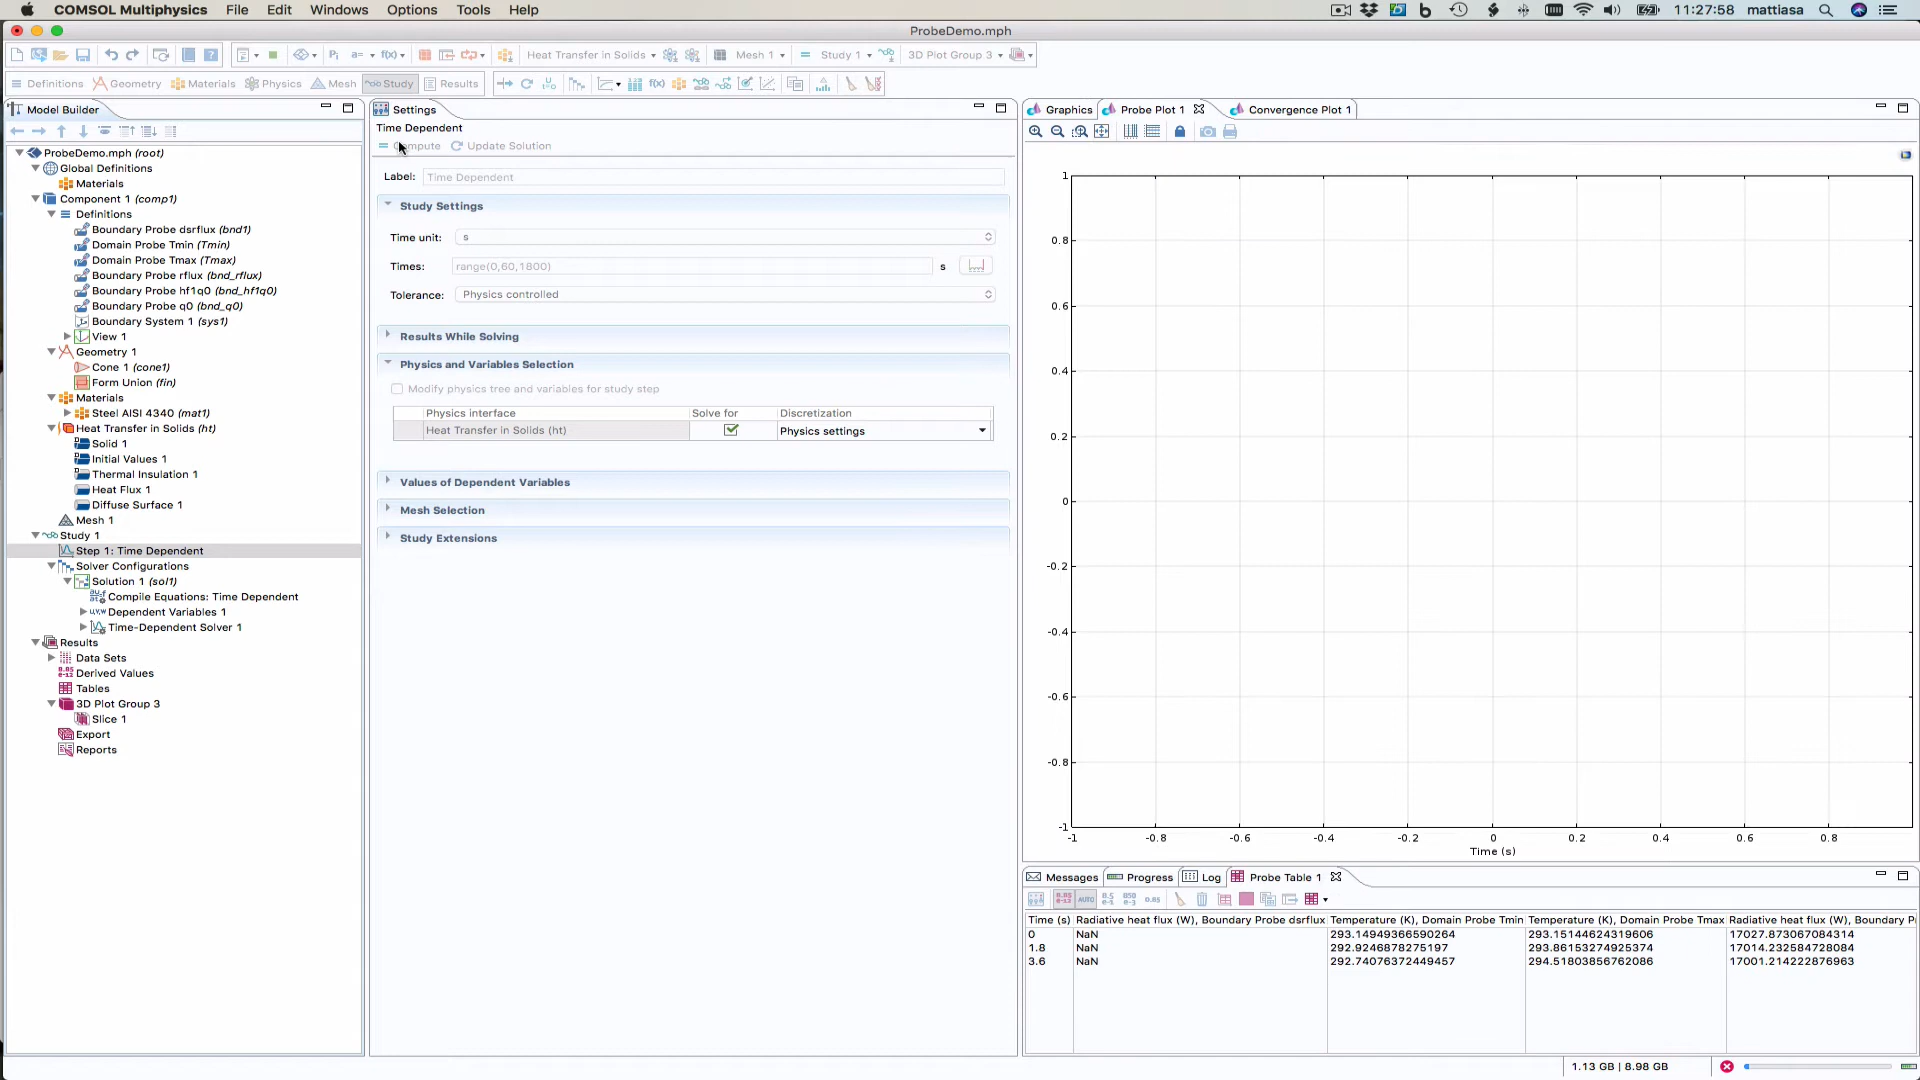 COMSOL Multiphysics File Edit Windows Options Tools Help 11:27:58 mattiasa
ProbeDemo.mph
Pi a= f(x) Heat Transfer in Solids Mesh 1 Study 1 3D Plot Group 3
Definitions Geometry Materials Physics Mesh Study Results f(x)
Model Builder
ProbeDemo.mph (root)
Global Definitions
Materials
Component 1 (comp1)
Definitions
Boundary Probe dsrflux (bnd1)
Domain Probe Tmin (Tmin)
Domain Probe Tmax (Tmax)
Boundary Probe rflux (bnd_rflux)
Boundary Probe hf1q0 (bnd_hf1q0)
Boundary Probe q0 (bnd_q0)
Boundary System 1 (sys1)
View 1
Geometry 1
Cone 1 (cone1)
Form Union (fin)
Materials
Steel AISI 4340 (mat1)
Heat Transfer in Solids (ht)
Solid 1
Initial Values 1
Thermal Insulation 1
Heat Flux 1
Diffuse Surface 1
Mesh 1
Study 1
Step 1: Time Dependent
Solver Configurations
Solution 1 (sol1)
Compile Equations: Time Dependent
Dependent Variables 1
Time-Dependent Solver 1
Results
Data Sets
Derived Values
Tables
3D Plot Group 3
Slice 1
Export
Reports
Settings
Time Dependent
Compute Update Solution
Label: Time Dependent
Study Settings
Time unit: s
Times: range(0,60,1800) s
Tolerance: Physics controlled
Results While Solving
Physics and Variables Selection
Modify physics tree and variables for study step
Physics interface Solve for Discretization
Heat Transfer in Solids (ht) Physics settings
Values of Dependent Variables
Mesh Selection
Study Extensions
Graphics Probe Plot 1 Convergence Plot 1
1
0.8
0.6
0.4
0.2
0
-0.2
-0.4
-0.6
-0.8
-1
-1 -0.8 -0.6 -0.4 -0.2 0 0.2 0.4 0.6 0.8
Time (s)
Messages Progress Log Probe Table 1
AUTO 8.5 850 0.85
Time (s) Radiative heat flux (W), Boundary Probe dsrflux Temperature (K), Domain Probe Tmin Temperature (K), Domain Probe Tmax Radiative heat flux (W), Boundary P
0 NaN 293.14949366590264 293.15144624319606 17027.873067084314
1.8 NaN 292.9246878275197 293.86153274925374 17014.232584728084
3.6 NaN 292.74076372449457 294.51803856762086 17001.214222876963
1.13 GB | 8.98 GB